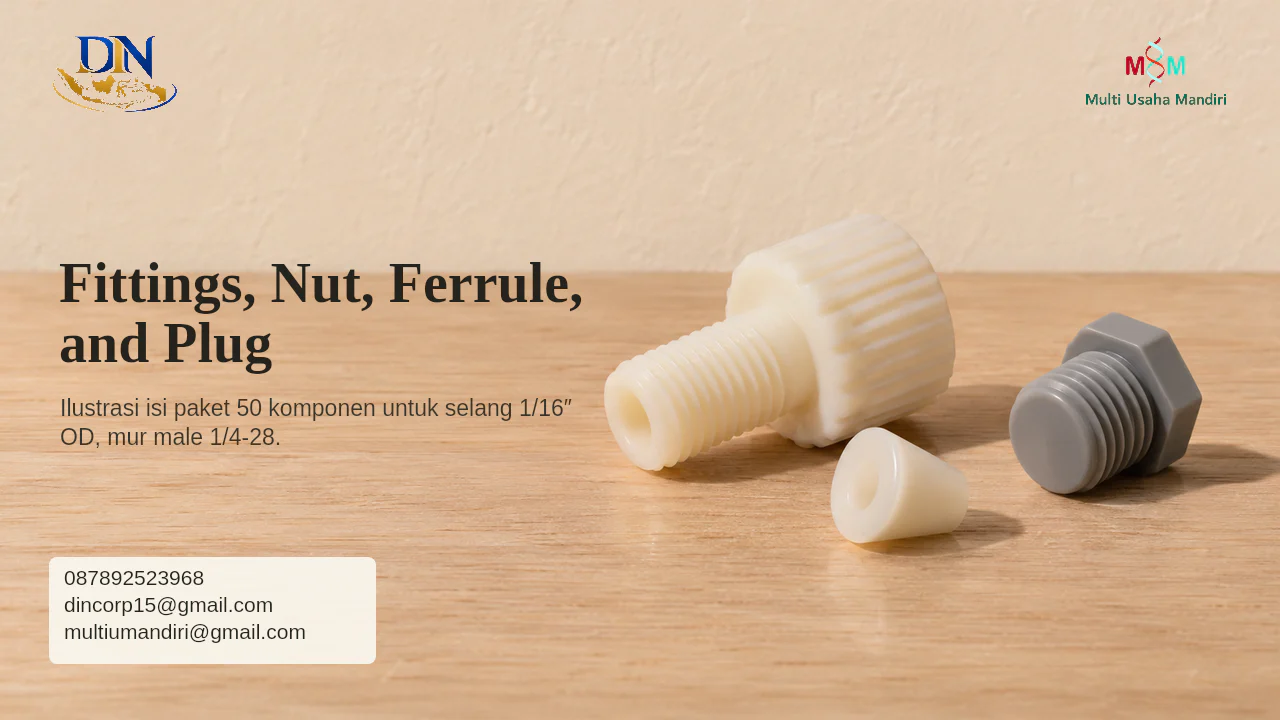 DIN
MSM
Multi Usaha Mandiri
Fittings, Nut, Ferrule,
and Plug
Ilustrasi isi paket 50 komponen untuk selang 1/16″
OD, mur male 1/4-28.
087892523968
dincorp15@gmail.com
multiumandiri@gmail.com